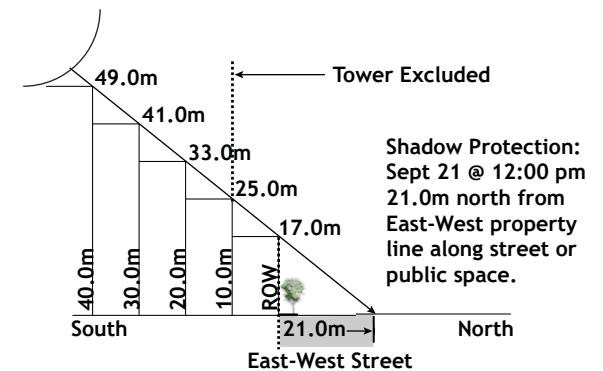 49.0m
Tower Excluded
41.0m
33.0m
25.0m
17.0m
Shadow Protection:
Sept 21 @ 12:00 pm
21.0m north from
East-West property
line along street or
public space.
40.0m
30.0m
20.0m
10.0m
ROW
South
21.0m
North
East-West Street